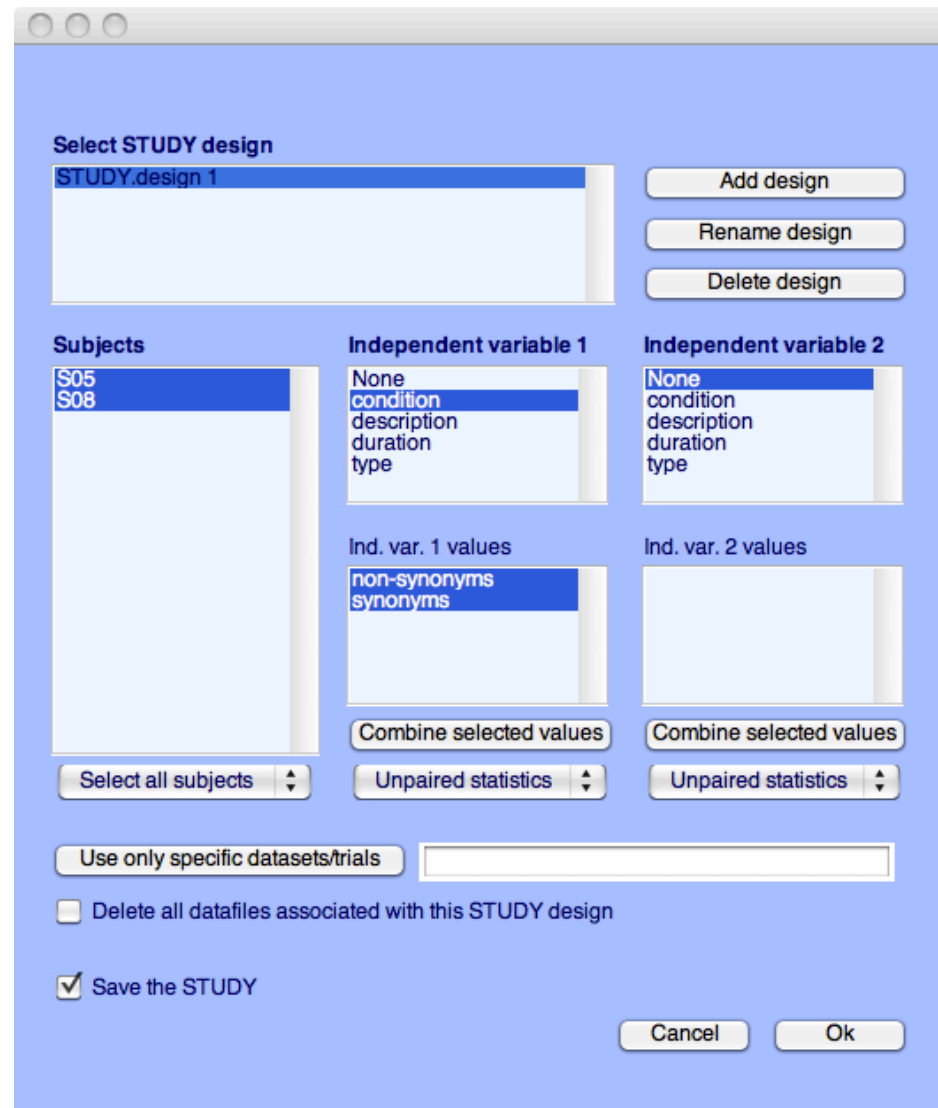 Select STUDY design
STUDY.design 1
Add design
Rename design
Delete design
Subjects
S05
S08
Independent variable 1
None
condition
description
duration
type
Independent variable 2
None
condition
description
duration
type
Ind. var. 1 values
non-synonyms
synonyms
Ind. var. 2 values
Combine selected values
Combine selected values
Select all subjects
Unpaired statistics
Unpaired statistics
Use only specific datasets/trials
Delete all datafiles associated with this STUDY design
Save the STUDY
Cancel
Ok